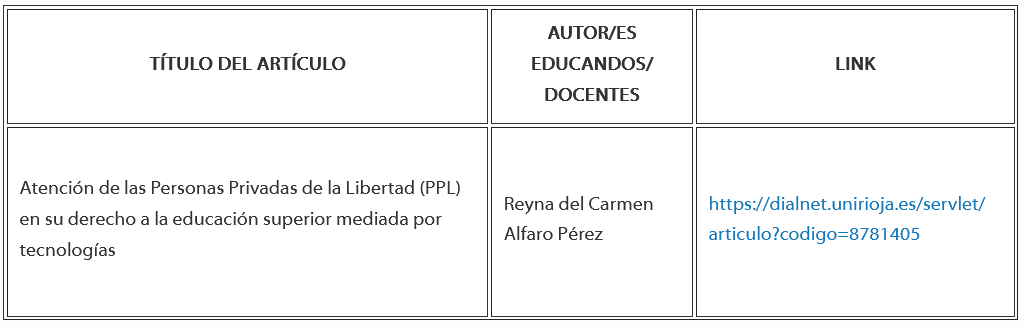 TÍTULO DEL ARTÍCULO
AUTOR/ES
EDUCANDOS/
DOCENTES
LINK
Atención de las Personas Privadas de la Libertad (PPL)
en su derecho a la educación superior mediada por
tecnologías
Reyna del Carmen
Alfaro Pérez
https://dialnet.unirioja.es/servlet/
articulo?codigo=8781405